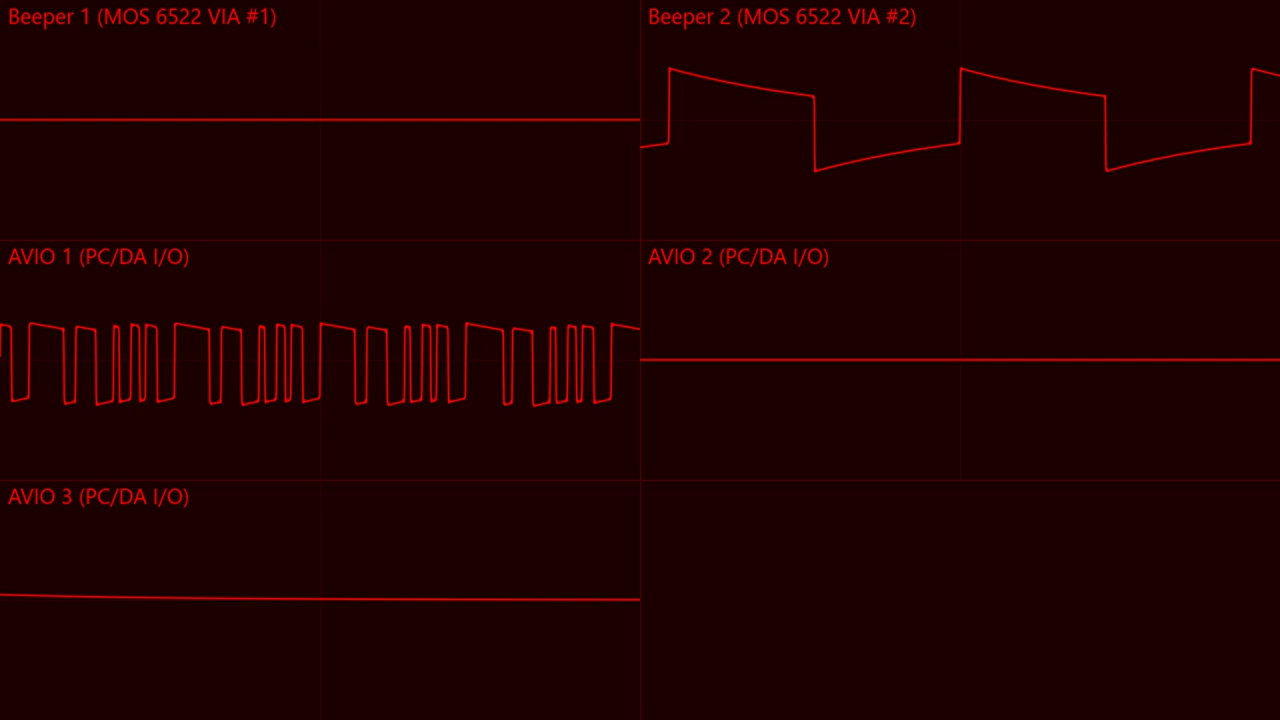 Beeper 1 (MOS 6522 VIA #1)
Beeper 2 (MOS 6522 VIA #2)
AVIO 1 (PC/DA I/O)
AVIO 2 (PC/DA I/O)
AVIO 3 (PC/DA I/O)